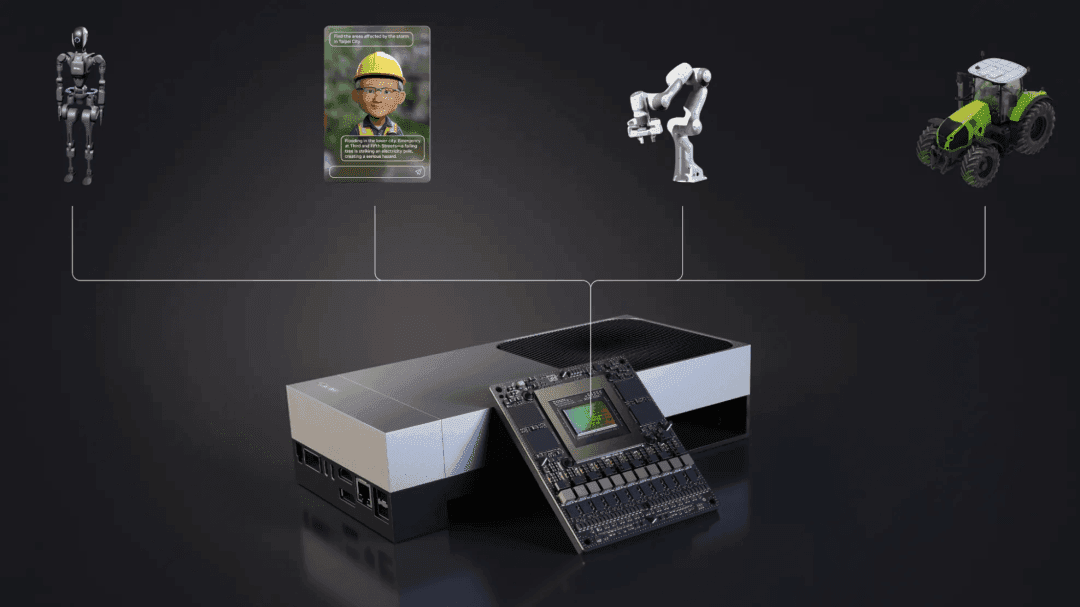 Find the areas affected by the storm
in Taipei City.
Flooding in the lower city. Emergency
at Third and Fifth Streets: a falling
tree is striking an electricity pole,
creating a serious hazard